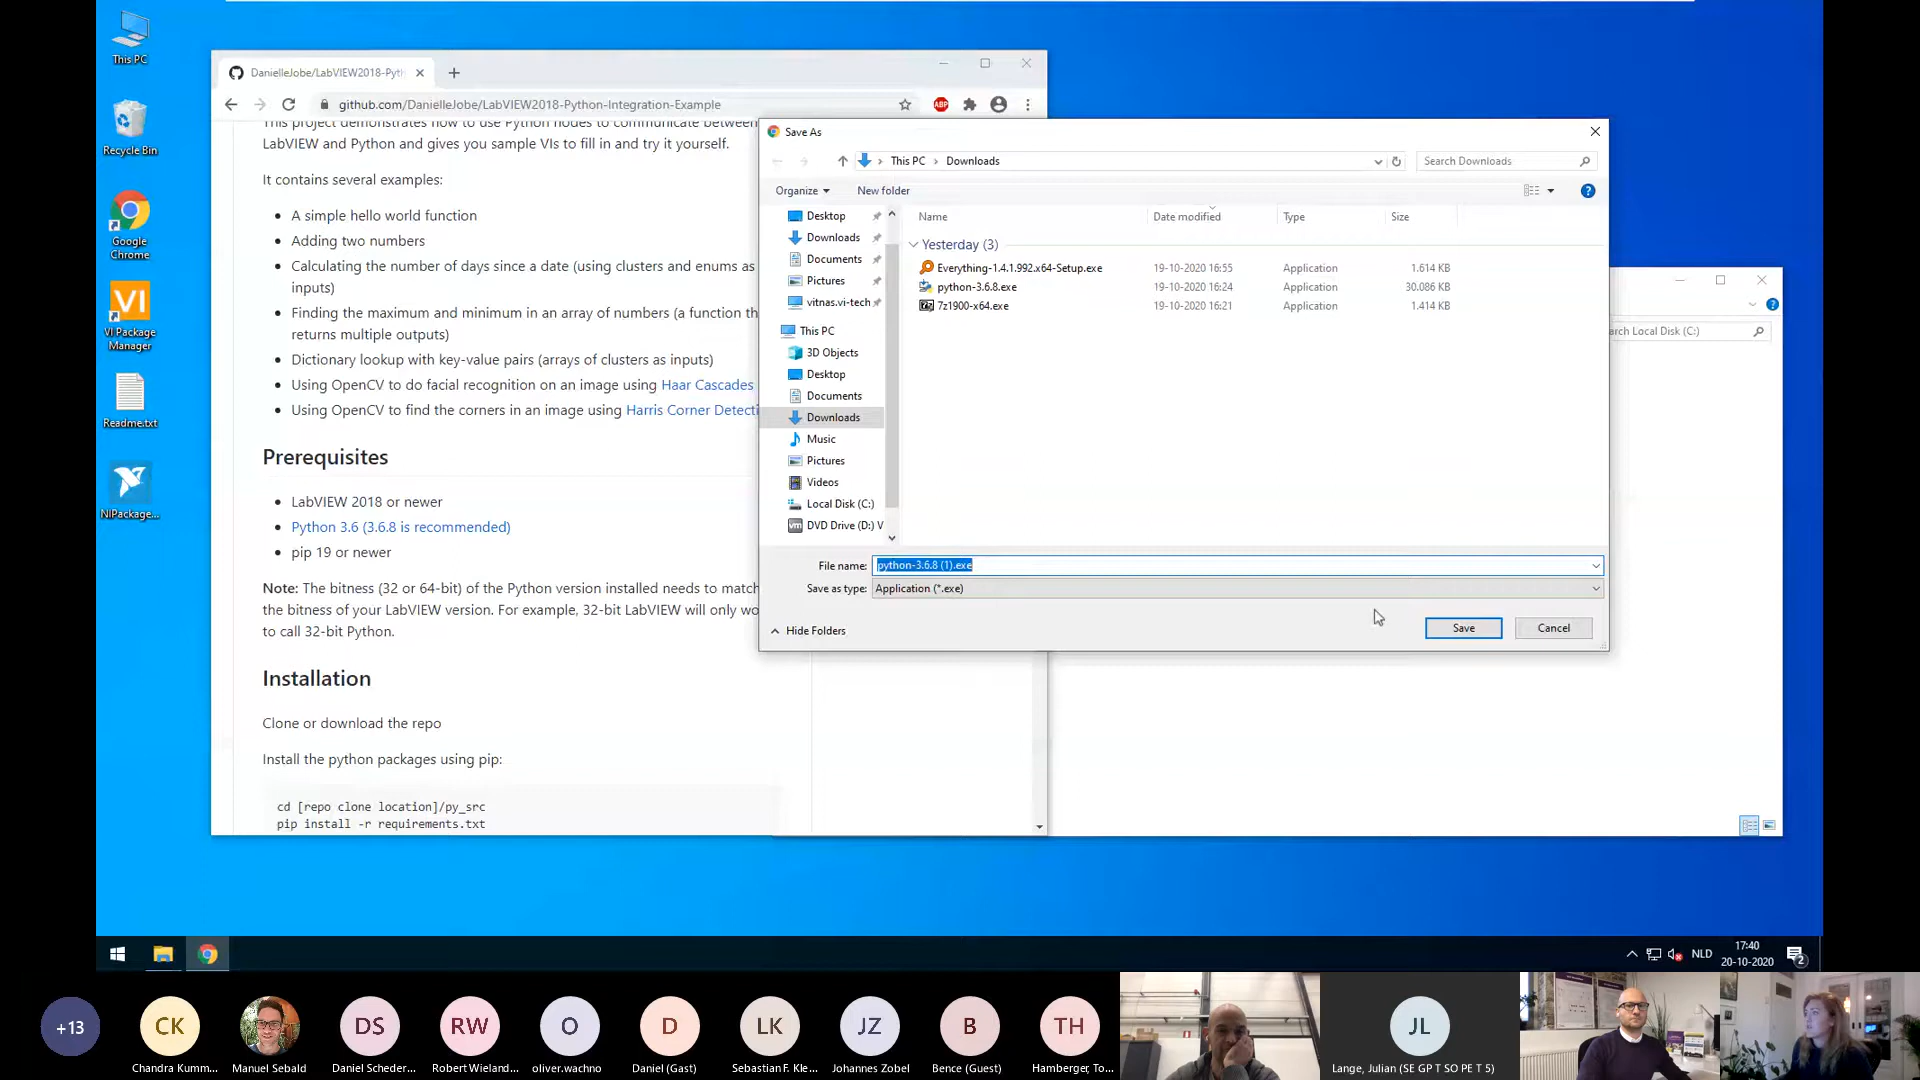 This PC
Recycle Bin
Google
Chrome
VI
VI Package
Manager
Readme.txt
NIPackage...
DanielleJobe/LabVIEW2018-Pyth
github.com/DanielleJobe/LabVIEW2018-Python-Integration-Example
ABP
This project demonstrates how to use Python nodes to communicate between
LabVIEW and Python and gives you sample VIs to fill in and try it yourself.
It contains several examples:
A simple hello world function
Adding two numbers
Calculating the number of days since a date (using clusters and enums as
inputs)
Finding the maximum and minimum in an array of numbers (a function th
returns multiple outputs)
Dictionary lookup with key-value pairs (arrays of clusters as inputs)
Using OpenCV to do facial recognition on an image using Haar Cascades
Using OpenCV to find the corners in an image using Harris Corner Detecti
Prerequisites
LabVIEW 2018 or newer
Python 3.6 (3.6.8 is recommended)
pip 19 or newer
Note: The bitness (32 or 64-bit) of the Python version installed needs to match
the bitness of your LabVIEW version. For example, 32-bit LabVIEW will only wo
to call 32-bit Python.
Installation
Clone or download the repo
Install the python packages using pip:
cd [repo clone location]/py_src
pip install -r requirements.txt
Save As
This PC > Downloads
Search Downloads
Organize
New folder
Desktop
Downloads
Documents
Pictures
vitnas.vi-tech
This PC
3D Objects
Desktop
Documents
Downloads
Music
Pictures
Videos
Local Disk (C:)
DVD Drive (D:) V
Name Date modified Type Size
Yesterday (3)
Everything-1.4.1.992.x64-Setup.exe 19-10-2020 16:55 Application 1.614 KB
python-3.6.8.exe 19-10-2020 16:24 Application 30.086 KB
7z1900-x64.exe 19-10-2020 16:21 Application 1.414 KB
File name: python-3.6.8 (1).exe
Save as type: Application (*.exe)
Hide Folders
Save
Cancel
arch Local Disk (C:)
NLD
17:40
20-10-2020
2
+13
CK
Chandra Kumm...
Manuel Sebald
DS
Daniel Scheder...
RW
Robert Wieland...
O
oliver.wachno
D
Daniel (Gast)
LK
Sebastian F. Kle...
JZ
Johannes Zobel
B
Bence (Guest)
TH
Hamberger, To...
JL
Lange, Julian (SE GP T SO PE T 5)